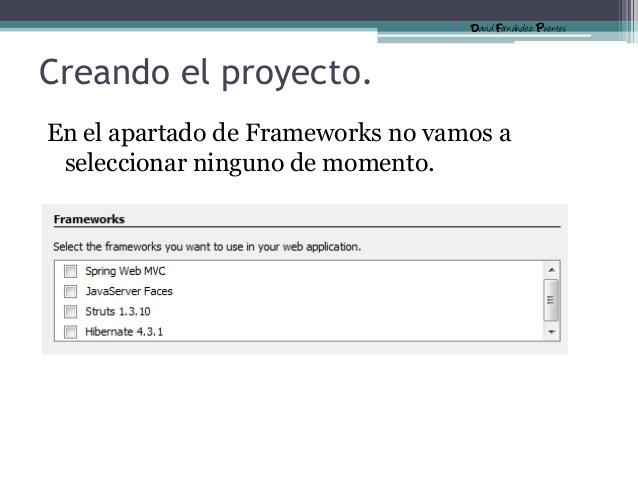 David Fernández Puentes
Creando el proyecto.
En el apartado de Frameworks no vamos a
seleccionar ninguno de momento.
Frameworks
Select the frameworks you want to use in your web application.
Spring Web MVC
JavaServer Faces
Struts 1.3.10
Hibernate 4.3.1